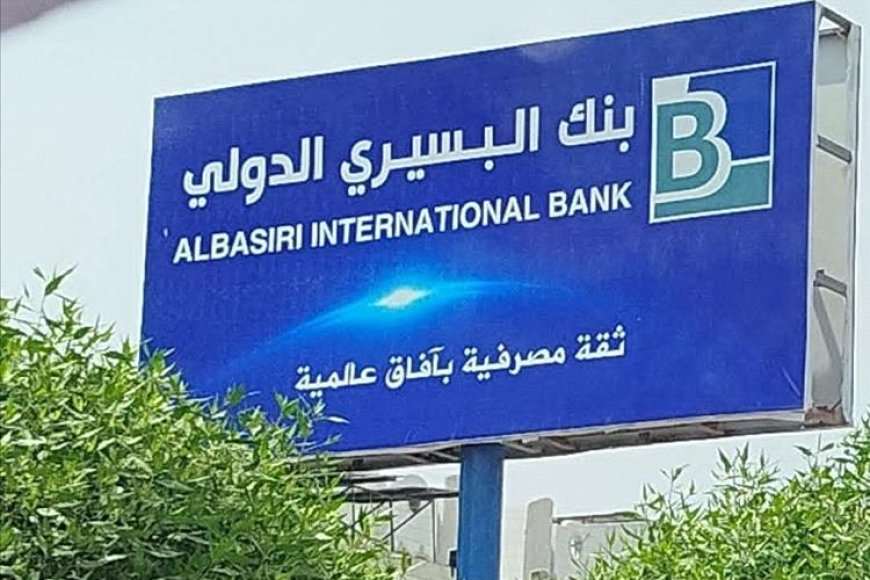 بنك البسيري الدولي
ALBASIRI INTERNATIONAL BANK
B
ثقة مصرفية بآفاق عالمية